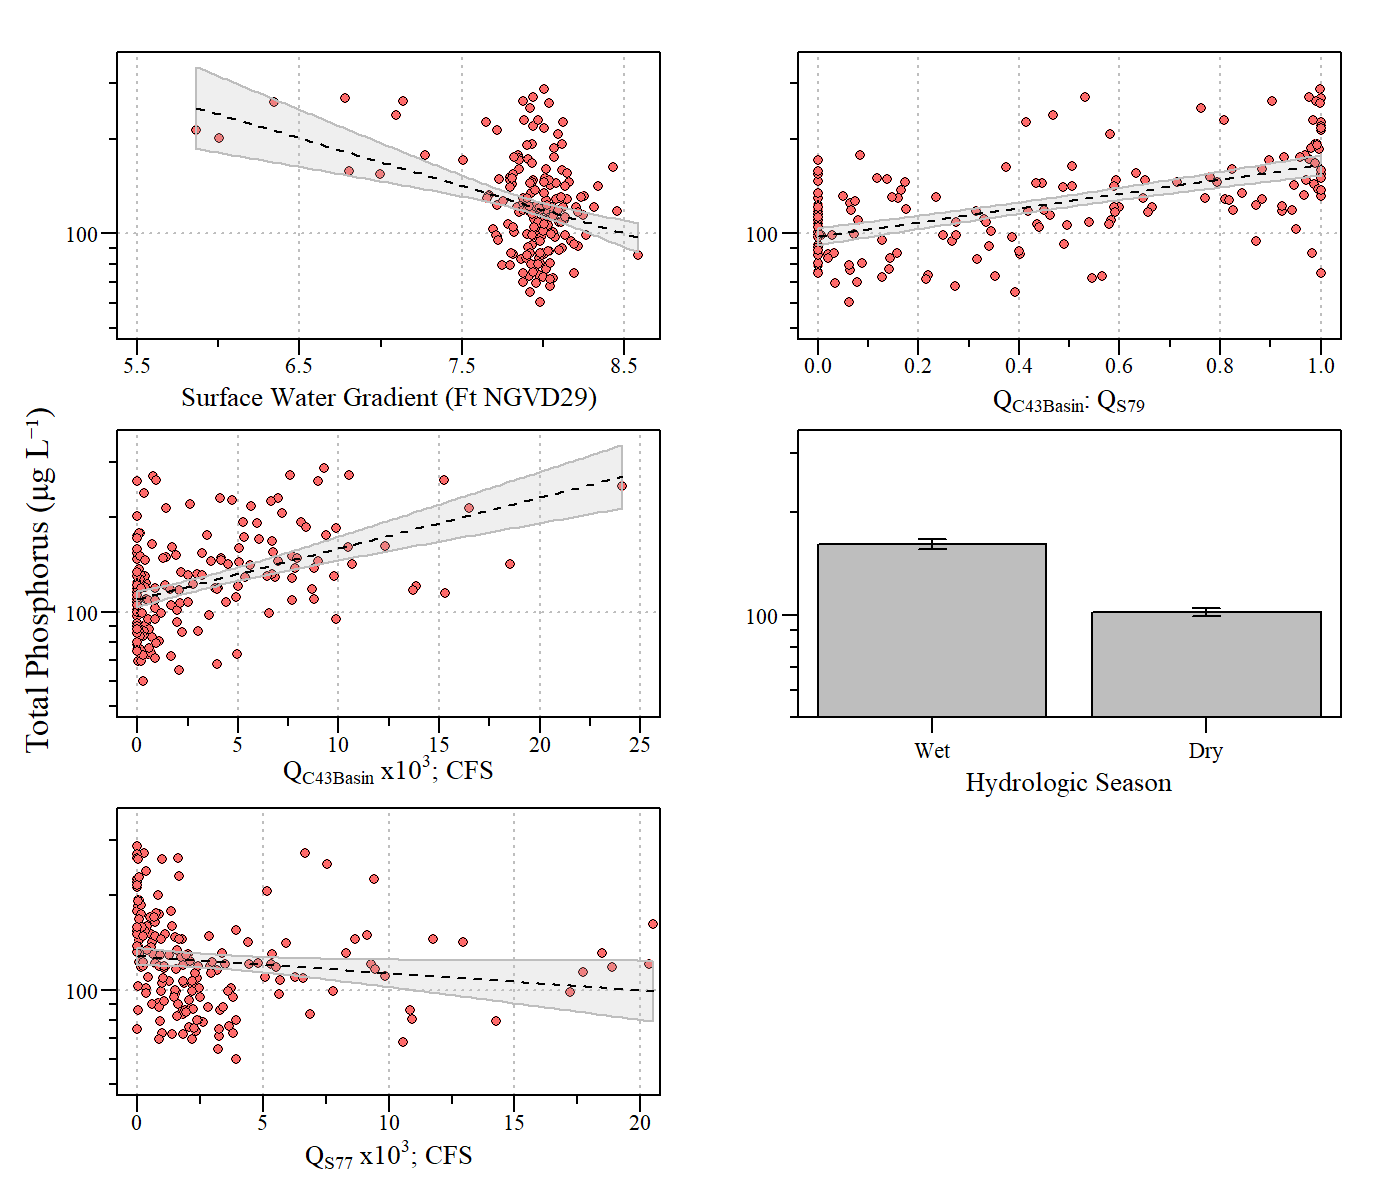 100
5.5 6.5 7.5 8.5
Surface Water Gradient (Ft NGVD29)
100
0.0 0.2 0.4 0.6 0.8 1.0
QC43Basin: QS79
Total Phosphorus (µg L⁻¹)
100
0 5 10 15 20 25
QC43Basin x10³; CFS
100
Wet Dry
Hydrologic Season
100
0 5 10 15 20
QS77 x10³; CFS